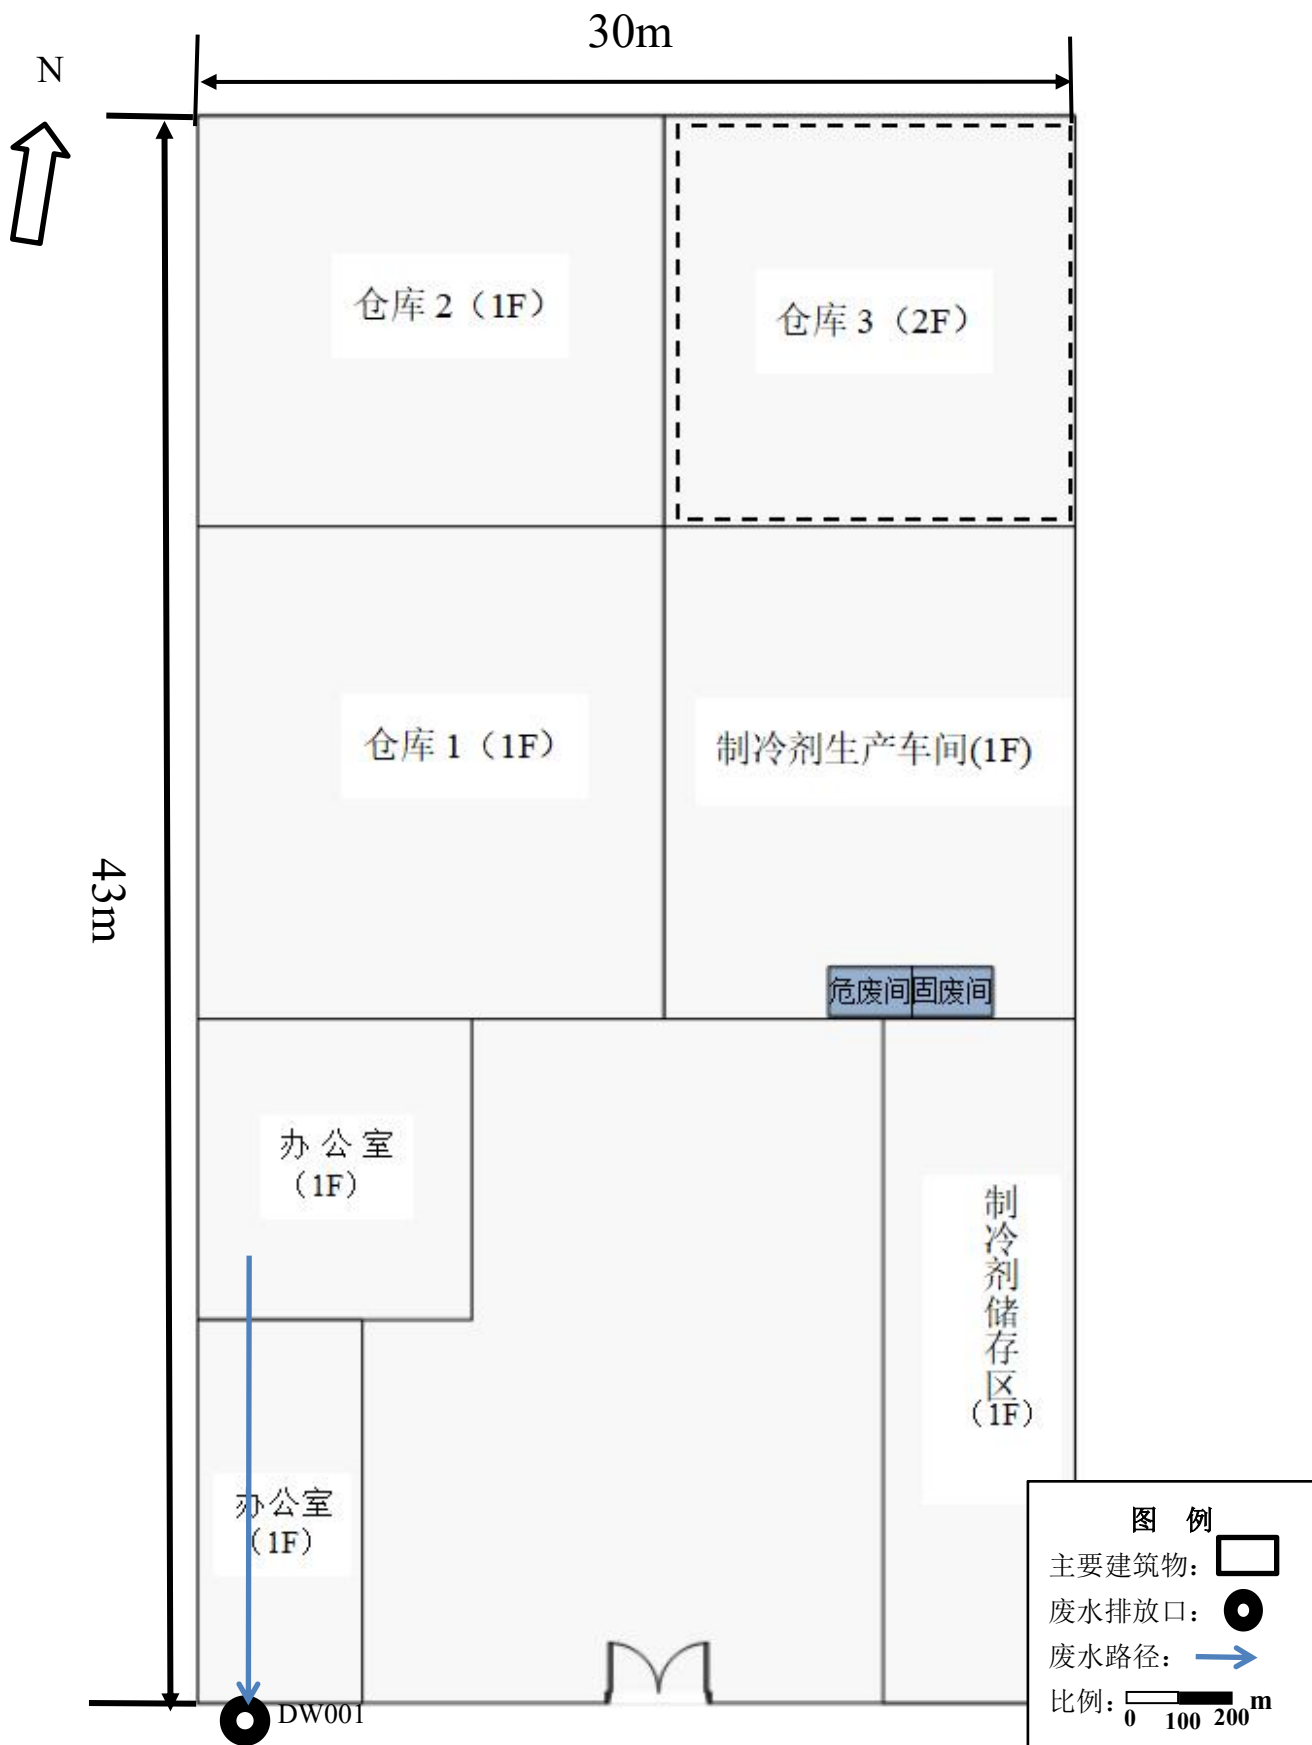 30m
N
仓库 2（1F）
仓库 3（2F）
43m
仓库 1（1F）
制冷剂生产车间(1F)
危废间
固废间
办 公 室
（1F）
制冷剂储存区
（1F）
办公室
（1F）
DW001
图 例
主要建筑物：
废水排放口：
废水路径：
比例：
0 100 200 m